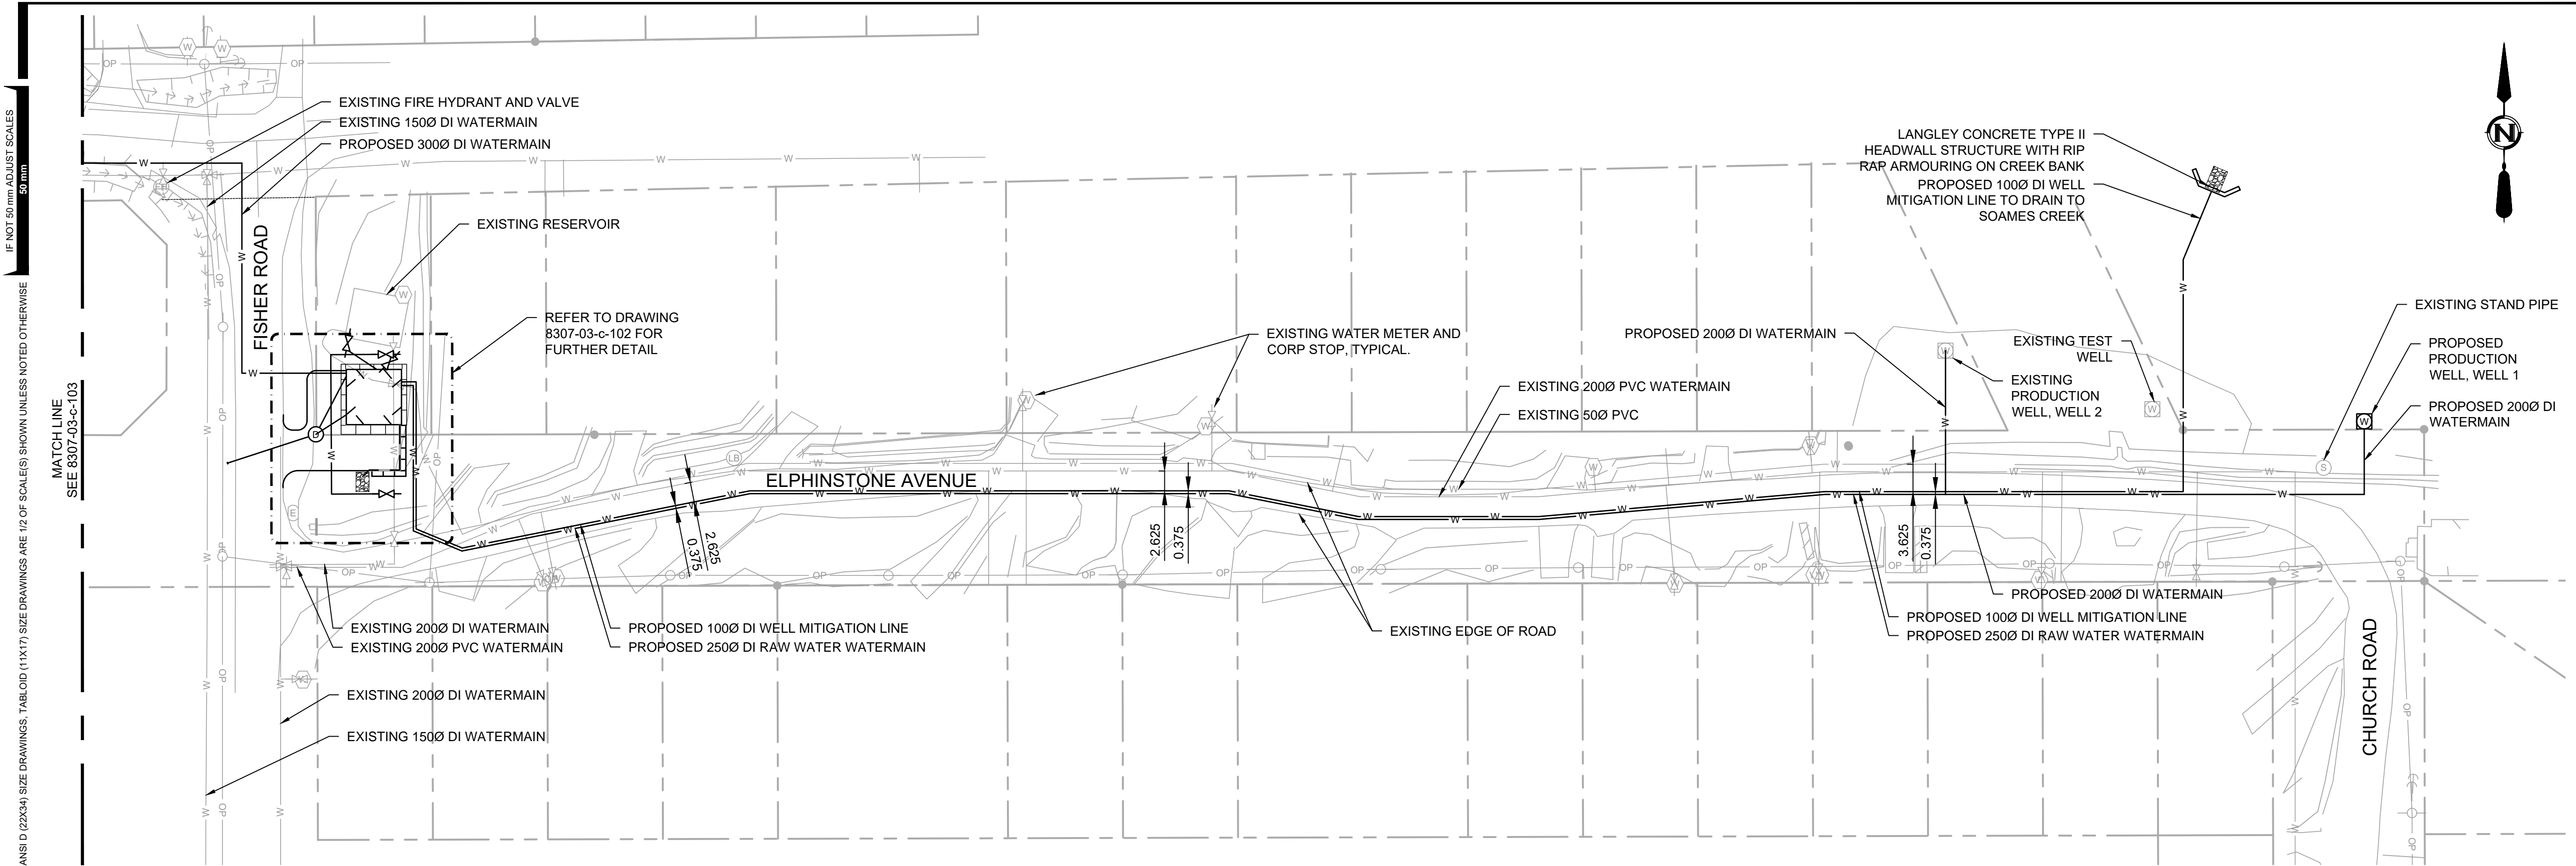 IF NOT 50 mm ADJUST SCALES
50 mm
ANSI D (22X34) SIZE DRAWINGS, TABLOID (11X17) SIZE DRAWINGS ARE 1/2 OF SCALE(S) SHOWN UNLESS NOTED OTHERWISE
MATCH LINE
SEE 8307-03-c-103
EXISTING FIRE HYDRANT AND VALVE
EXISTING 150Ø DI WATERMAIN
PROPOSED 300Ø DI WATERMAIN
FISHER ROAD
EXISTING RESERVOIR
REFER TO DRAWING
8307-03-c-102 FOR
FURTHER DETAIL
EXISTING WATER METER AND
CORP STOP, TYPICAL.
EXISTING 200Ø PVC WATERMAIN
EXISTING 50Ø PVC
PROPOSED 200Ø DI WATERMAIN
LANGLEY CONCRETE TYPE II
HEADWALL STRUCTURE WITH RIP
RAP ARMOURING ON CREEK BANK
PROPOSED 100Ø DI WELL
MITIGATION LINE TO DRAIN TO
SOAMES CREEK
N
EXISTING STAND PIPE
EXISTING TEST
WELL
PROPOSED
PRODUCTION
WELL, WELL 1
EXISTING
PRODUCTION
WELL, WELL 2
PROPOSED 200Ø DI
WATERMAIN
ELPHINSTONE AVENUE
2.625
0.375
2.625
0.375
3.625
0.375
LB
E
S
EXISTING 200Ø DI WATERMAIN
EXISTING 200Ø PVC WATERMAIN
PROPOSED 100Ø DI WELL MITIGATION LINE
PROPOSED 250Ø DI RAW WATER WATERMAIN
EXISTING EDGE OF ROAD
PROPOSED 200Ø DI WATERMAIN
PROPOSED 100Ø DI WELL MITIGATION LINE
PROPOSED 250Ø DI RAW WATER WATERMAIN
EXISTING 200Ø DI WATERMAIN
EXISTING 150Ø DI WATERMAIN
CHURCH ROAD